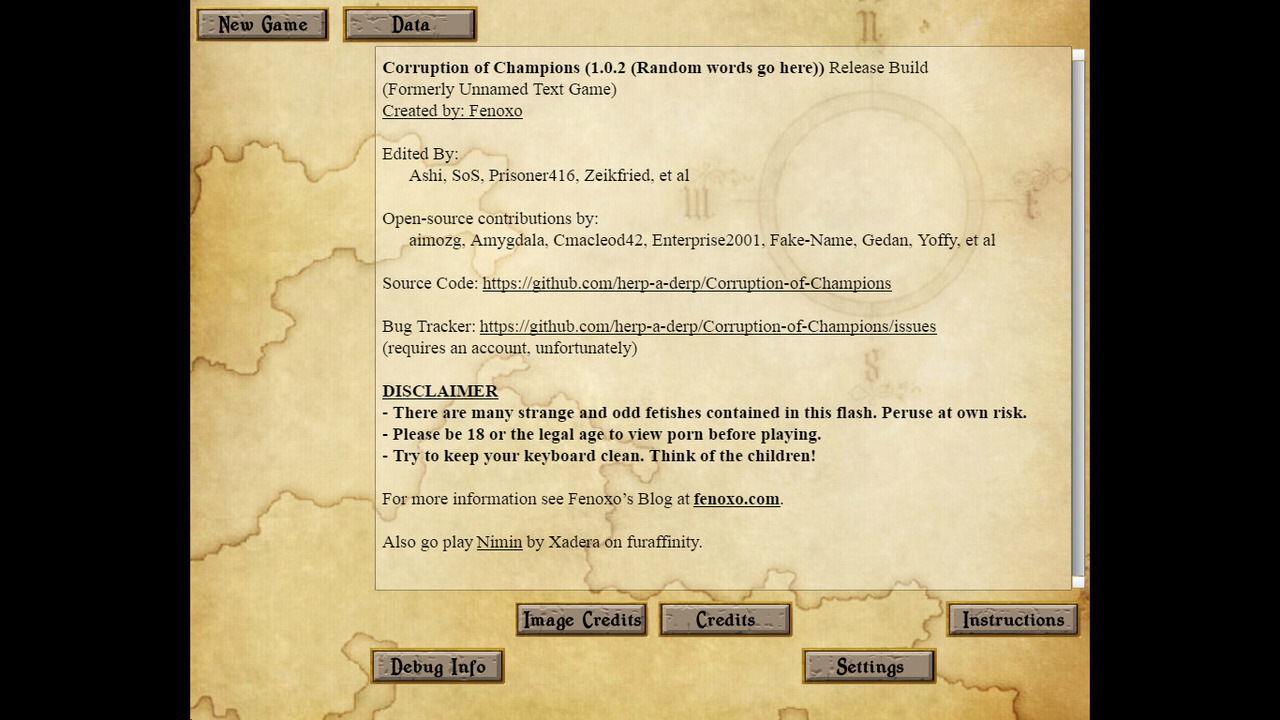 New Game
Data
Corruption of Champions (1.0.2 (Random words go here)) Release Build
(Formerly Unnamed Text Game)
Created by: Fenoxo
Edited By:
Ashi, SoS, Prisoner416, Zeikfried, et al
Open-source contributions by:
aimozg, Amygdala, Cmacleod42, Enterprise2001, Fake-Name, Gedan, Yoffy, et al
Source Code: https://github.com/herp-a-derp/Corruption-of-Champions
Bug Tracker: https://github.com/herp-a-derp/Corruption-of-Champions/issues
(requires an account, unfortunately)
DISCLAIMER
- There are many strange and odd fetishes contained in this flash. Peruse at own risk.
- Please be 18 or the legal age to view porn before playing.
- Try to keep your keyboard clean. Think of the children!
For more information see Fenoxo’s Blog at fenoxo.com.
Also go play Nimin by Xadera on furaffinity.
Image Credits
Credits
Instructions
Debug Info
Settings